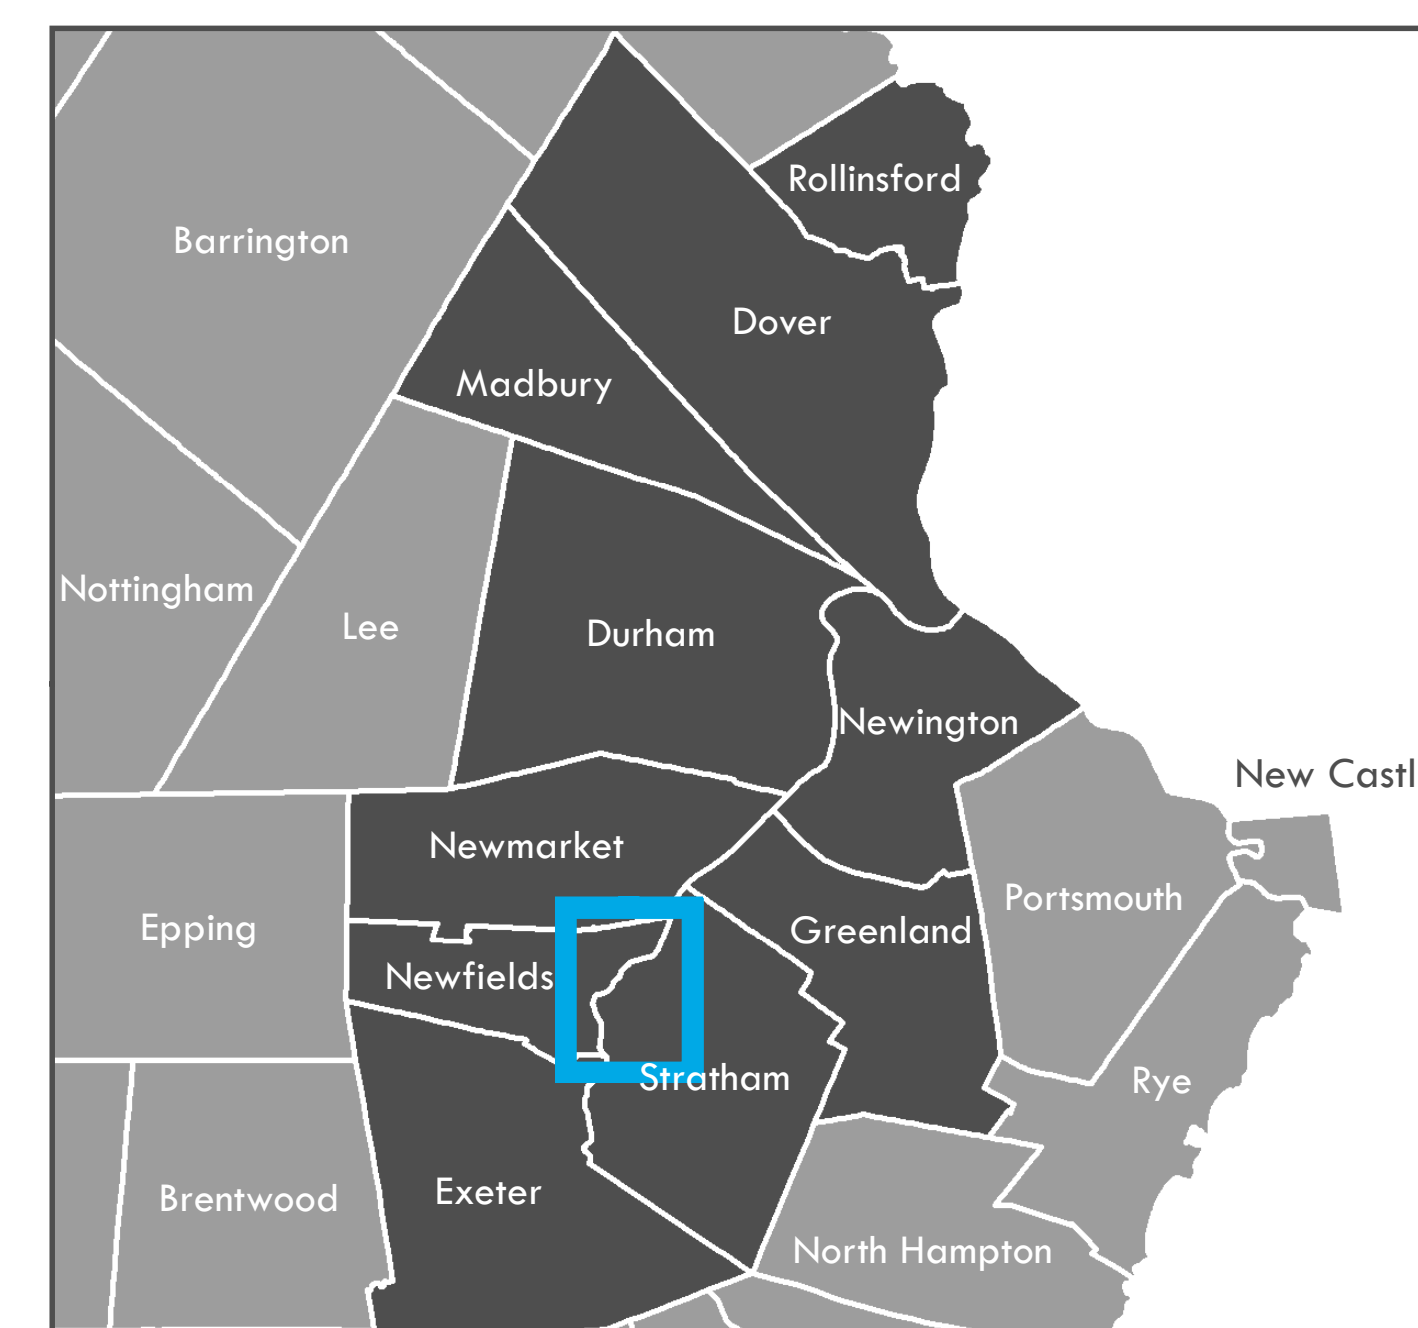 Rollinsford
Barrington
Dover
Madbury
Nottingham
Lee
Durham
Newington
New Castl
Newmarket
Portsmouth
Epping
Greenland
Newfields
Stratham
Rye
Brentwood
Exeter
North Hampton